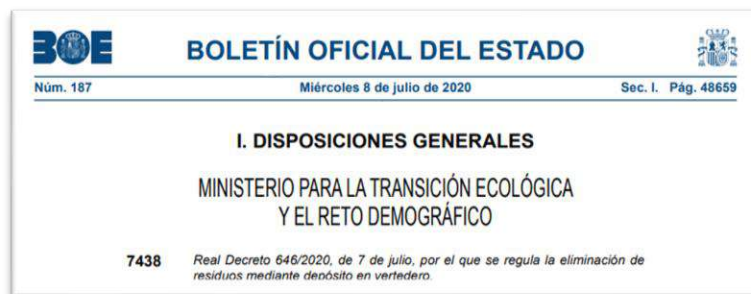 BOE
BOLETÍN OFICIAL DEL ESTADO
Núm. 187
Miércoles 8 de julio de 2020
Sec. I. Pág. 48659
I. DISPOSICIONES GENERALES
MINISTERIO PARA LA TRANSICIÓN ECOLÓGICA
Y EL RETO DEMOGRÁFICO
7438
Real Decreto 646/2020, de 7 de julio, por el que se regula la eliminación de
residuos mediante depósito en vertedero.